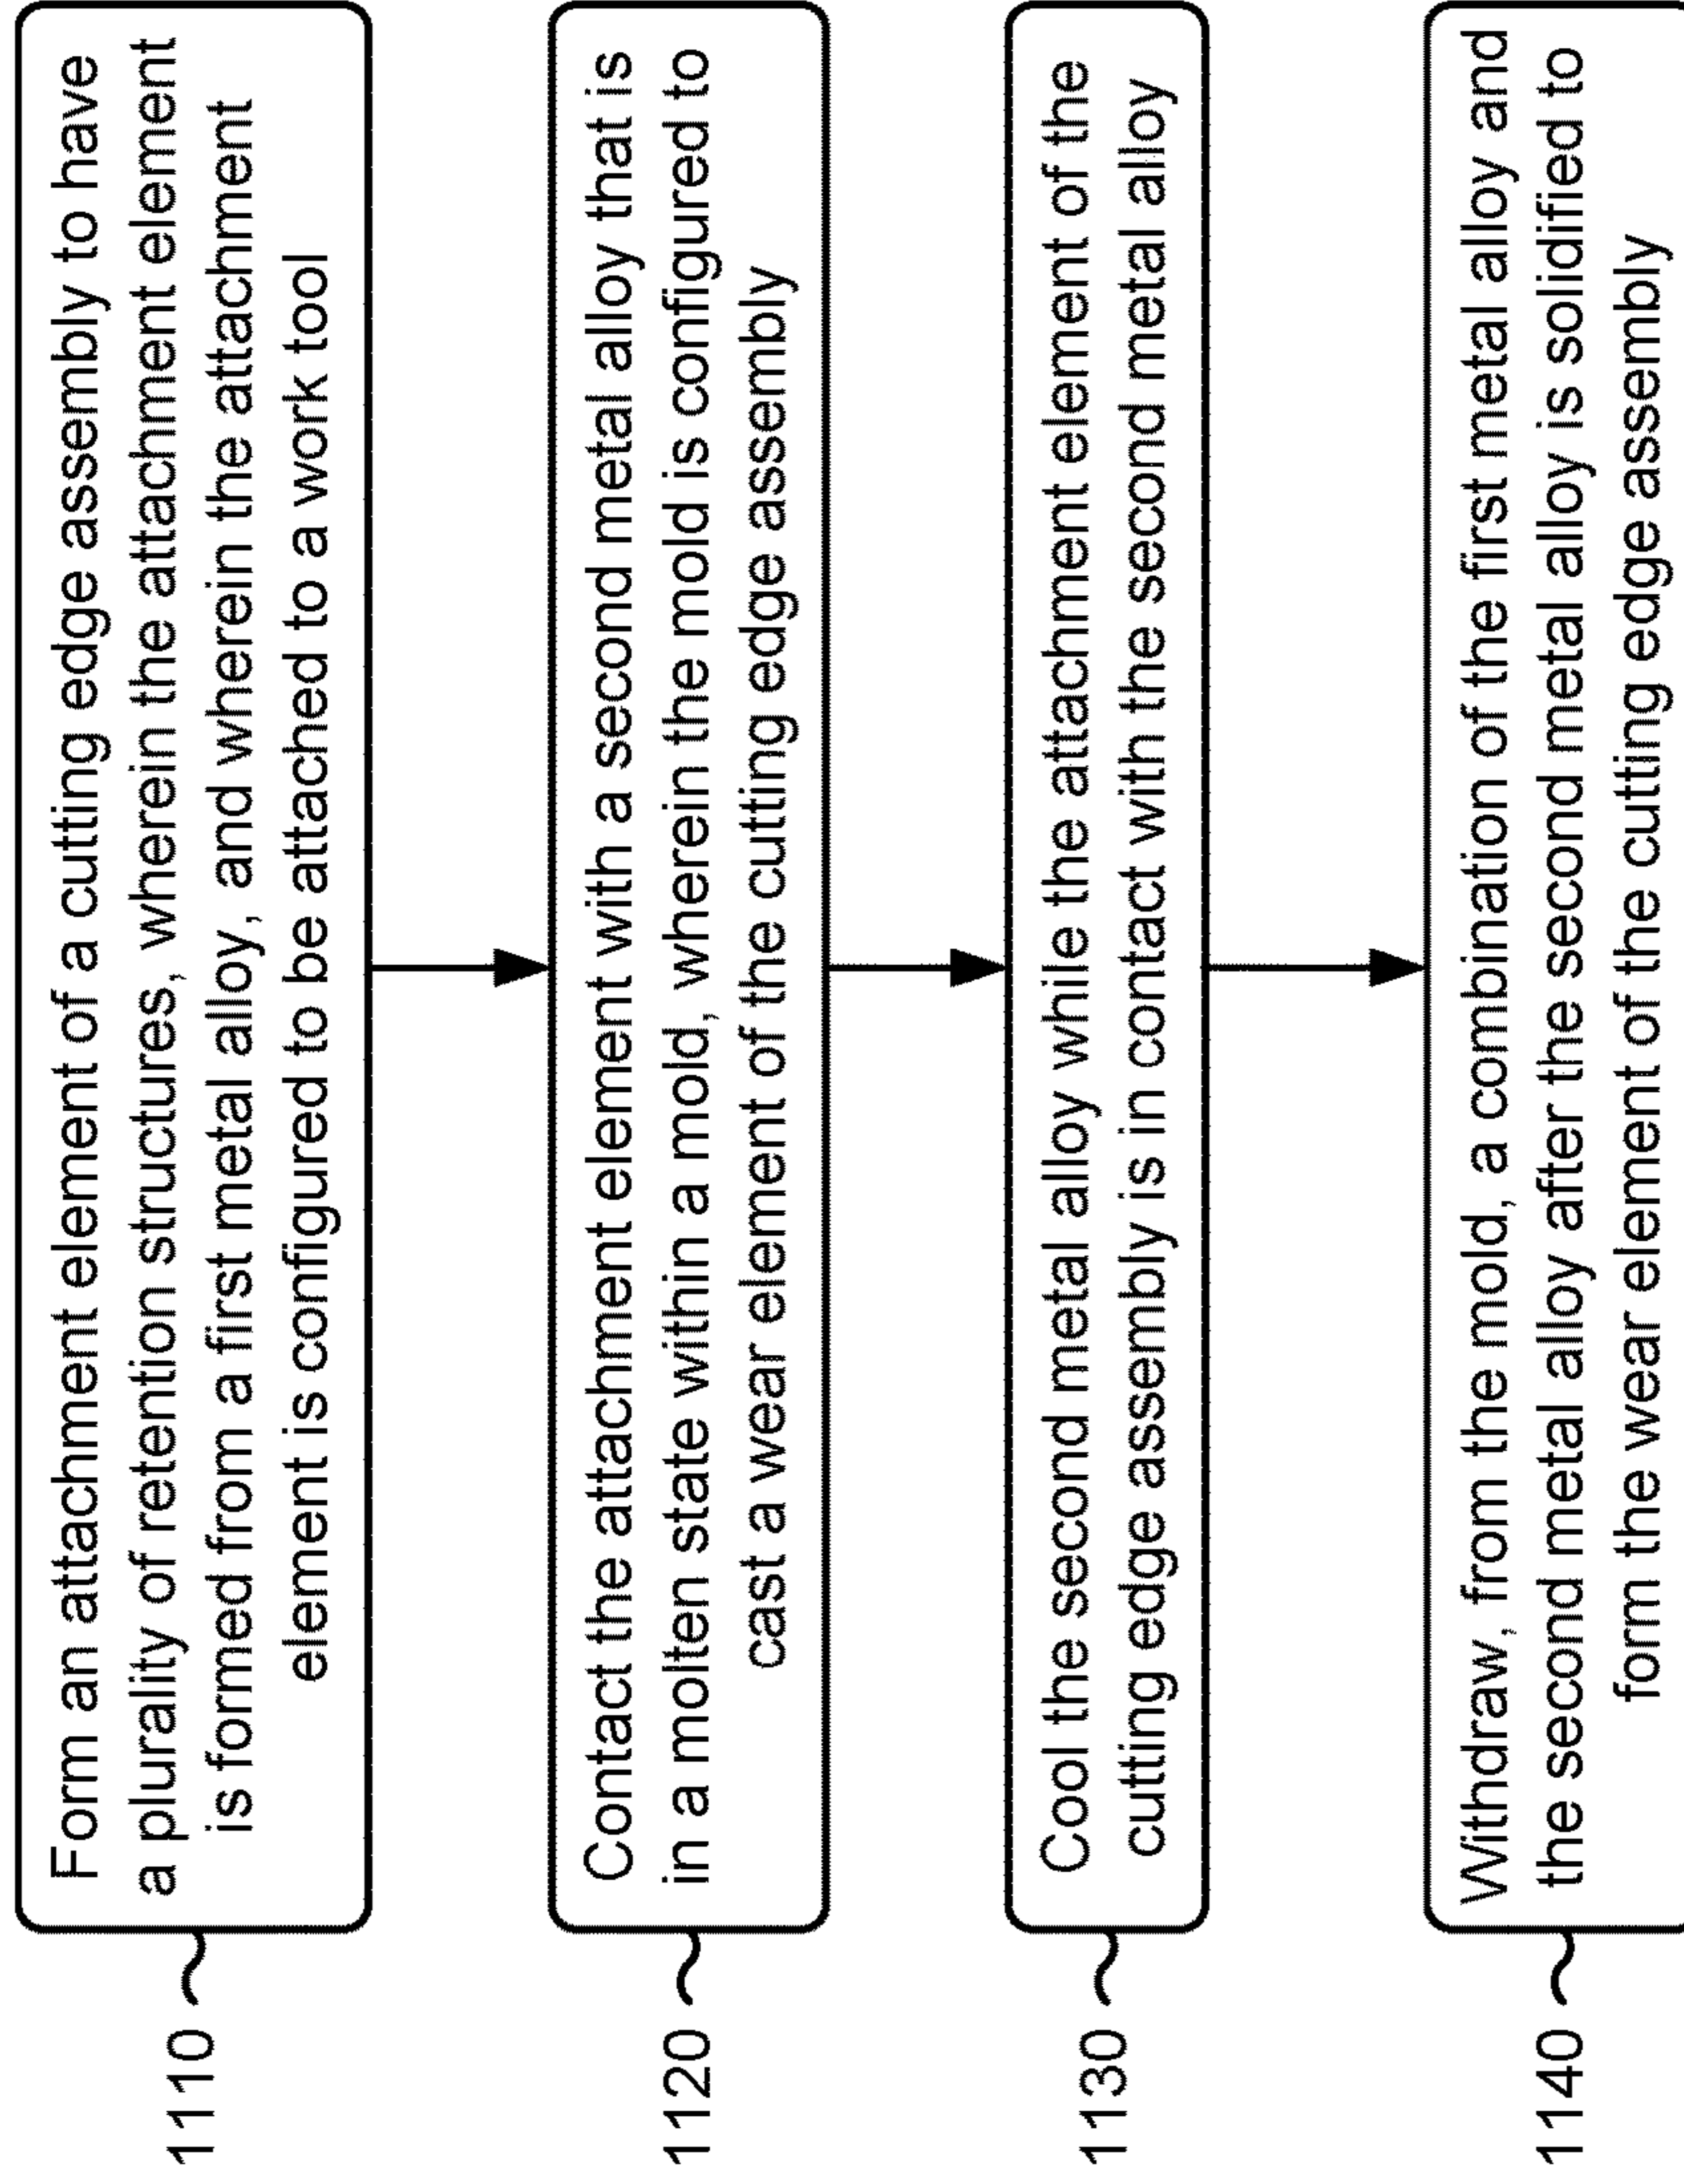 1110
Form an attachment element of a cutting edge assembly to have
a plurality of retention structures, wherein the attachment element
is formed from a first metal alloy, and wherein the attachment
element is configured to be attached to a work tool
1120
Contact the attachment element with a second metal alloy that is
in a molten state within a mold, wherein the mold is configured to
cast a wear element of the cutting edge assembly
1130
Cool the second metal alloy while the attachment element of the
cutting edge assembly is in contact with the second metal alloy
1140
Withdraw, from the mold, a combination of the first metal alloy and
the second metal alloy after the second metal alloy is solidified to
form the wear element of the cutting edge assembly